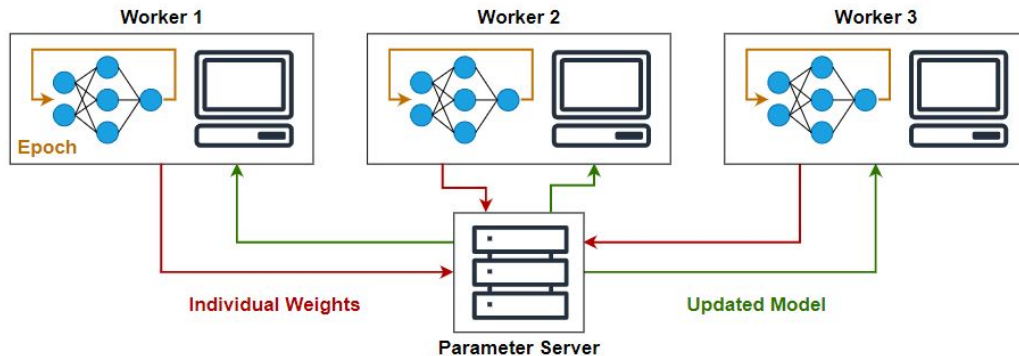 Worker 1
Worker 2
Worker 3
Epoch
Individual Weights
Updated Model
Parameter Server